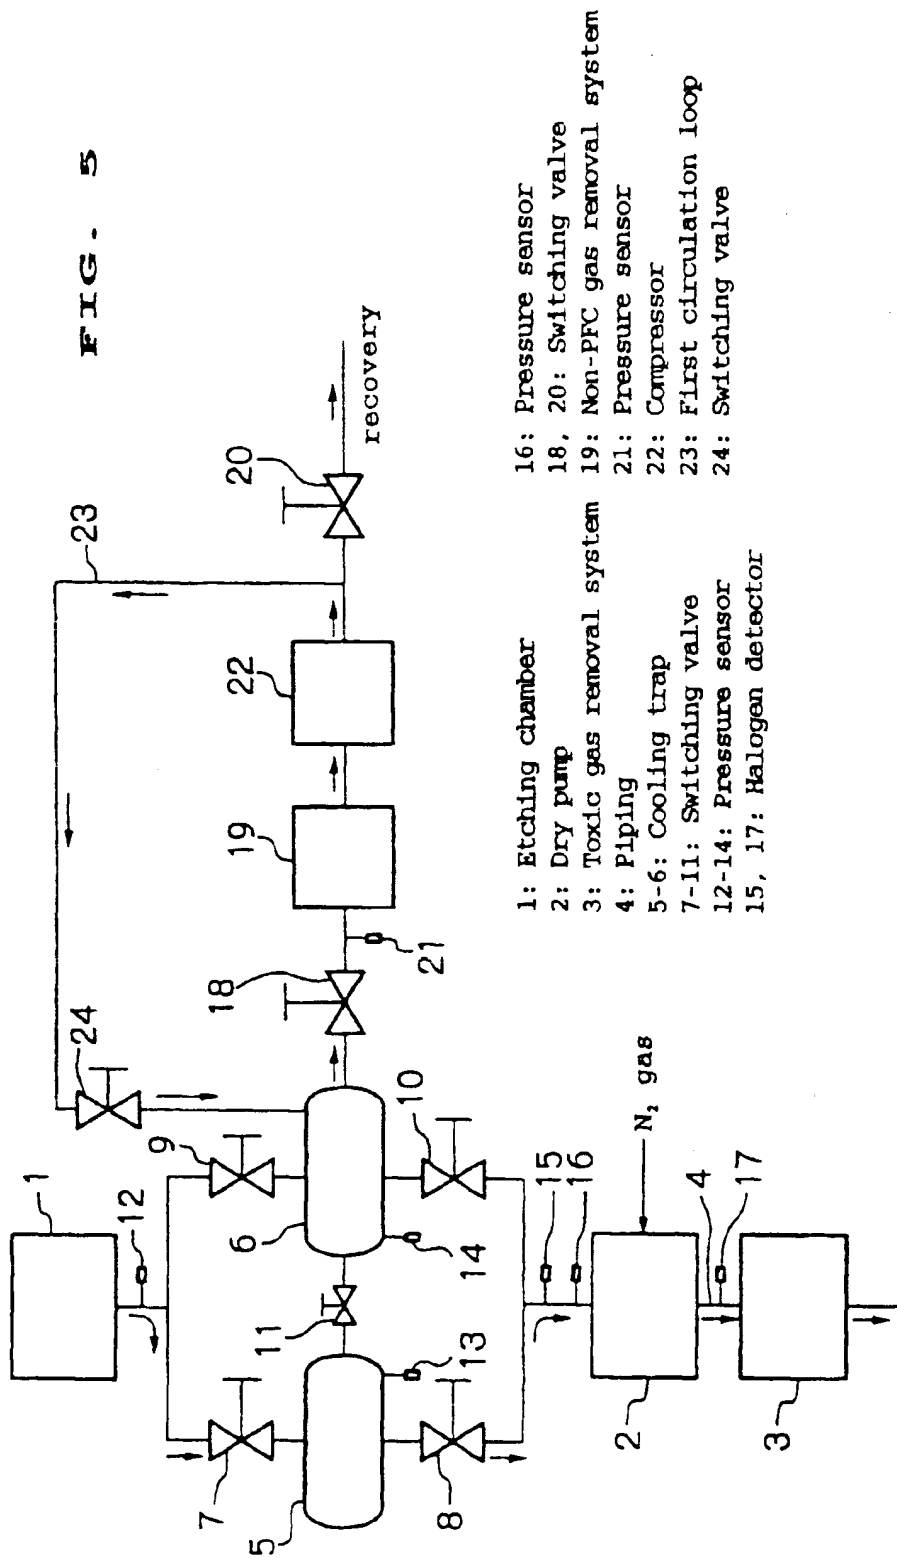 FIG. 5
1
12
9
24
23
7
5
11
13
8
6
14
10
18
21
19
22
20
recovery
15
16
N₂ gas
2
4
17
3
1: Etching chamber
2: Dry pump
3: Toxic gas removal system
4: Piping
5-6: Cooling trap
7-11: Switching valve
12-14: Pressure sensor
15, 17: Halogen detector
16: Pressure sensor
18, 20: Switching valve
19: Non-PFC gas removal system
21: Pressure sensor
22: Compressor
23: First circulation loop
24: Switching valve